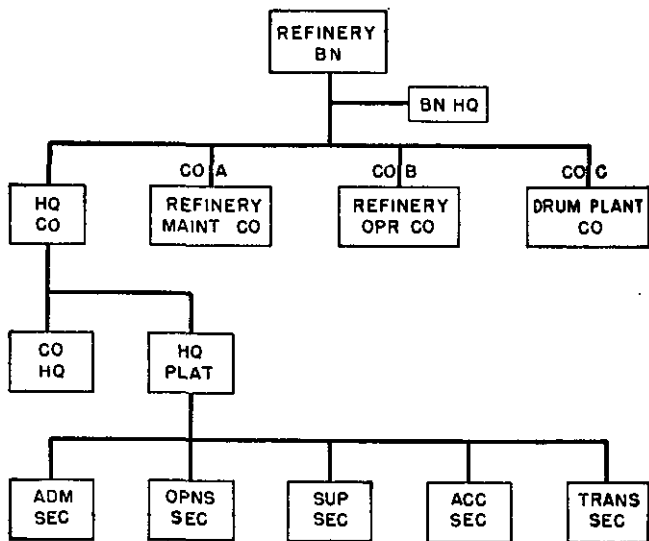 REFINERY
BN
BN HQ
CO A
CO B
CO C
HQ
CO
REFINERY
MAINT CO
REFINERY
OPR CO
DRUM PLANT
CO
CO
HQ
HQ
PLAT
ADM
SEC
OPNS
SEC
SUP
SEC
ACC
SEC
TRANS
SEC